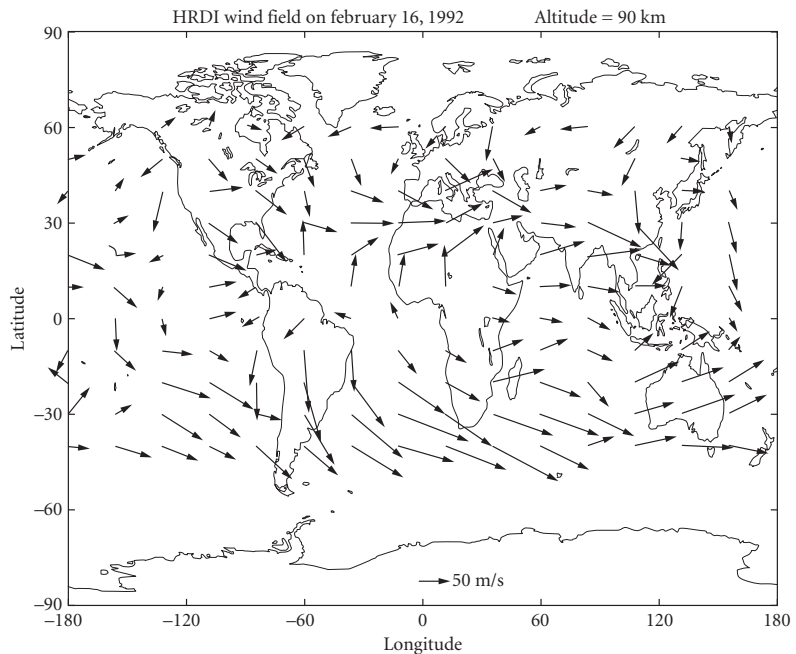 HRDI wind field on february 16, 1992 Altitude = 90 km
90
60
30
0
−30
−60
−90
Latitude
50 m/s
−180 −120 −60 0 60 120 180
Longitude